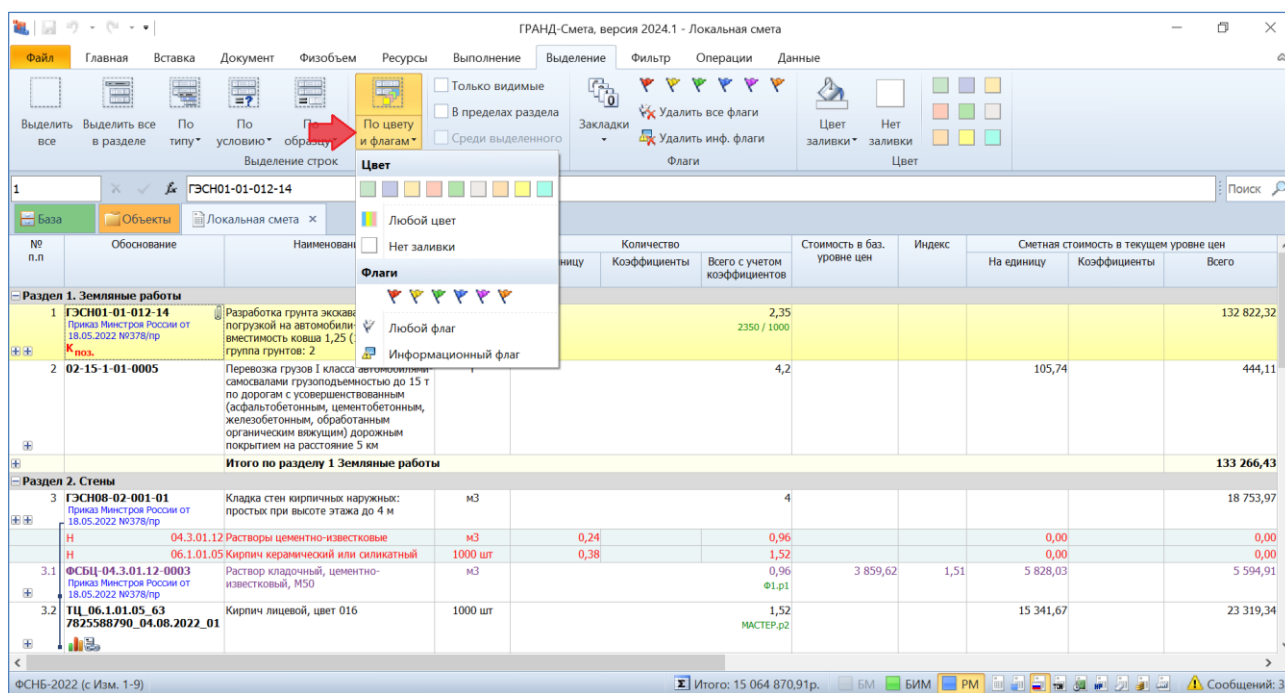 ГРАНД-Смета, версия 2024.1 - Локальная смета
Файл Главная Вставка Документ Физобъем Ресурсы Выполнение Выделение Фильтр Операции Данные
Выделить все
Выделить все в разделе
По типу
По условию
По образцу
По цвету и флагам
Только видимые
В пределах раздела
Среди выделенного
Выделение строк
Закладки
0
Удалить все флаги
Удалить инф. флаги
Флаги
Цвет заливки
Нет заливки
Цвет
Цвет
Любой цвет
Нет заливки
Флаги
Любой флаг
Информационный флаг
1 fx ГЭСН01-01-012-14 Поиск
База Объекты Локальная смета ×
№ п.п Обоснование Количество Стоимость в баз. уровне цен Индекс Сметная стоимость в текущем уровне цен
Коэффициенты Всего с учетом коэффициентов На единицу Коэффициенты Всего
Раздел 1. Земляные работы
1 ГЭСН01-01-012-14 Разработка грунта 2,35 132 822,32
Приказ Минстроя России от погрузкой на автомобили- 2350 / 1000
18.05.2022 №378/пр вместимость ковша 1,25
Кпоз. группа грунтов: 2
2 02-15-1-01-0005 Перевозка грузов I класса автомобилями- 4,2 105,74 444,11
самосвалами грузоподъемностью до 15 т
по дорогам с усовершенствованным
(асфальтобетонным, цементобетонным,
железобетонным, обработанным
органическим вяжущим) дорожным
покрытием на расстояние 5 км
Итого по разделу 1 Земляные работы 133 266,43
Раздел 2. Стены
3 ГЭСН08-02-001-01 Кладка стен кирпичных наружных: м3 4 18 753,97
Приказ Минстроя России от простых при высоте этажа до 4 м
18.05.2022 №378/пр
Н 04.3.01.12 Растворы цементно-известковые м3 0,24 0,96 0,00 0,00
Н 06.1.01.05 Кирпич керамический или силикатный 1000 шт 0,38 1,52 0,00 0,00
3.1 ФСБЦ-04.3.01.12-0003 Раствор кладочный, цементно- м3 0,96 3 859,62 1,51 5 828,03 5 594,91
Приказ Минстроя России от известковый, М50 Ф1.р1
18.05.2022 №378/пр
3.2 ТЦ_06.1.01.05_63 Кирпич лицевой, цвет 016 1000 шт 1,52 15 341,67 23 319,34
7825588790_04.08.2022_01 МАСТЕР.р2
ФСНБ-2022 (с Изм. 1-9) Σ Итого: 15 064 870,91р. БМ БИМ РМ Сообщений: 3